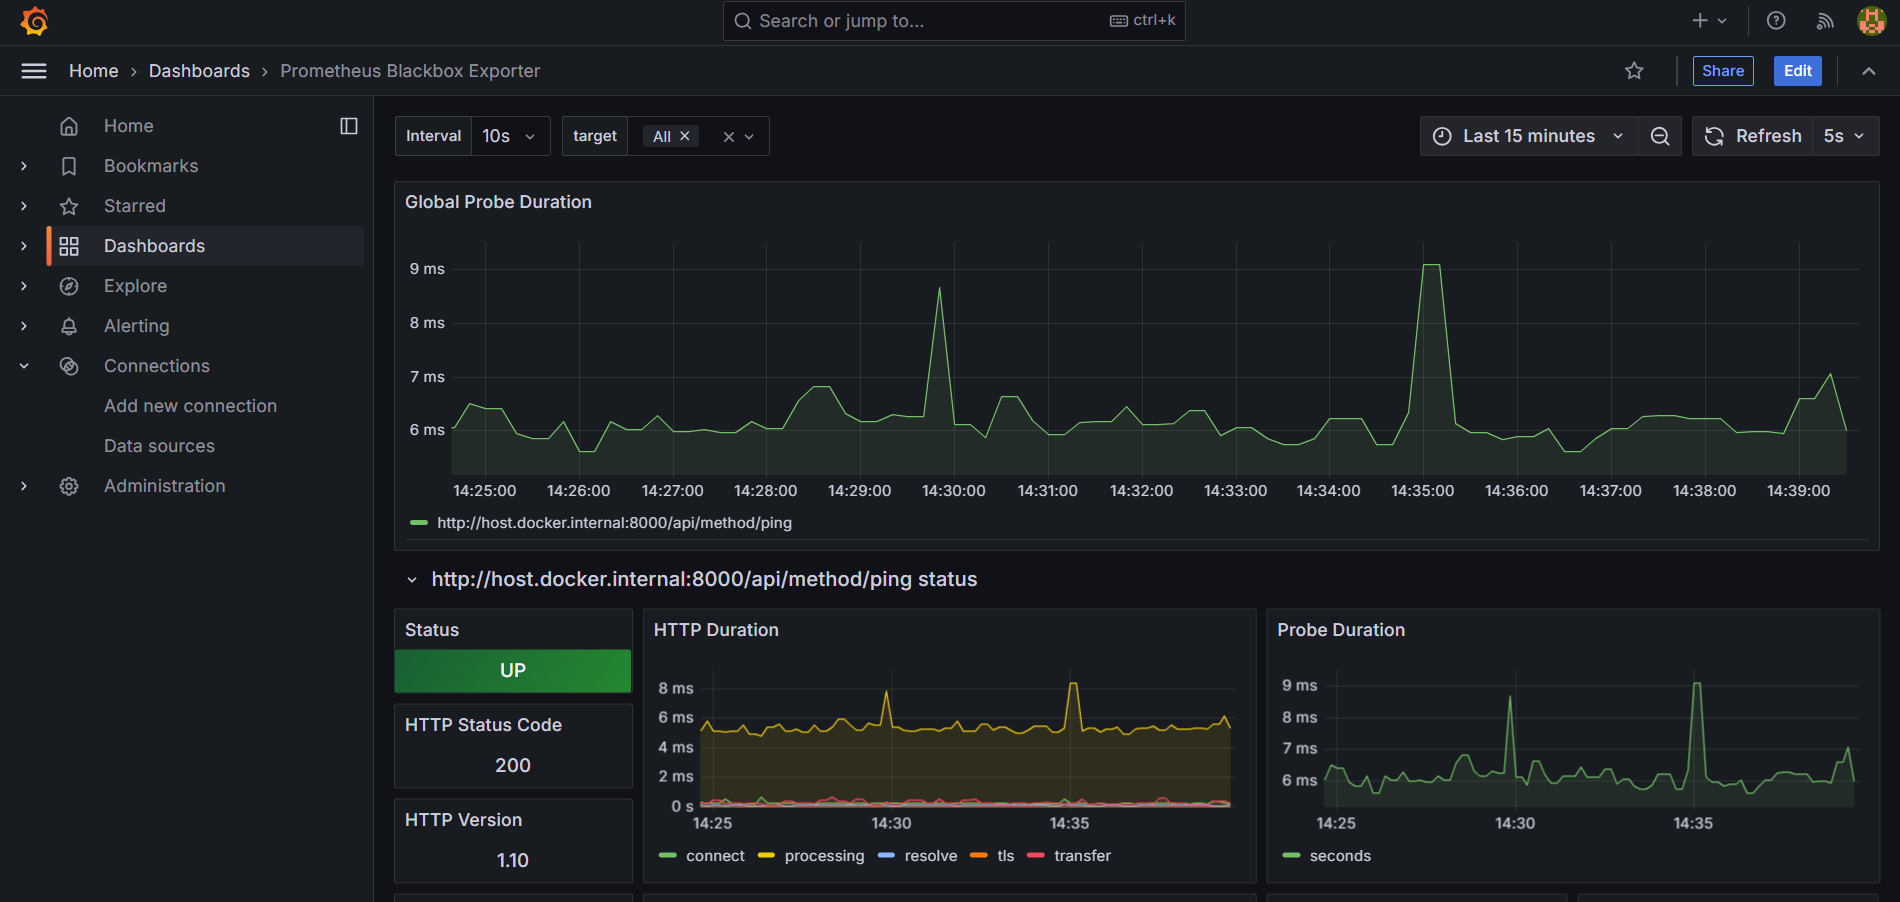 Search or jump to... ctrl+k
Home › Dashboards › Prometheus Blackbox Exporter Share Edit
Home
Bookmarks
Starred
Dashboards
Explore
Alerting
Connections
Add new connection
Data sources
Administration
Interval 10s target All Last 15 minutes Refresh 5s
Global Probe Duration
9 ms
8 ms
7 ms
6 ms
14:25:00 14:26:00 14:27:00 14:28:00 14:29:00 14:30:00 14:31:00 14:32:00 14:33:00 14:34:00 14:35:00 14:36:00 14:37:00 14:38:00 14:39:00
http://host.docker.internal:8000/api/method/ping
http://host.docker.internal:8000/api/method/ping status
Status
UP
HTTP Status Code
200
HTTP Version
1.10
HTTP Duration
8 ms
6 ms
4 ms
2 ms
0 s
14:25 14:30 14:35
connect processing resolve tls transfer
Probe Duration
9 ms
8 ms
7 ms
6 ms
14:25 14:30 14:35
seconds